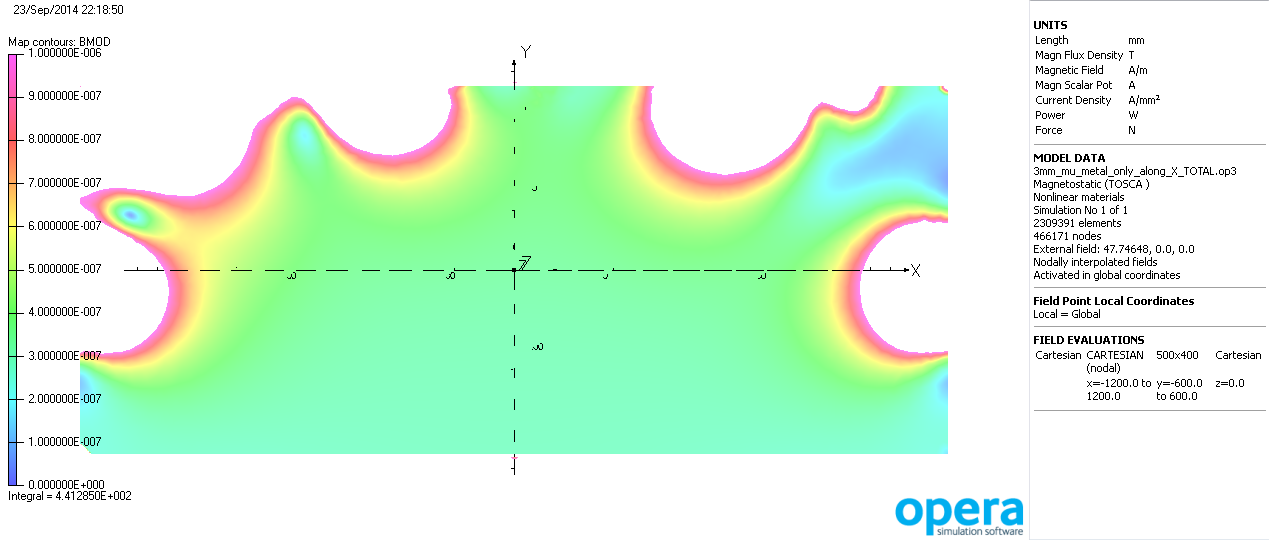 23/Sep/2014 22:18:50
Map contours: BMOD
1.000000E-006
9.000000E-007
8.000000E-007
7.000000E-007
6.000000E-007
5.000000E-007
4.000000E-007
3.000000E-007
2.000000E-007
1.000000E-007
0.000000E+000
Integral = 4.412850E+002
Y
Z
X
opera
simulation software
UNITS
Length mm
Magn Flux Density T
Magnetic Field A/m
Magn Scalar Pot A
Current Density A/mm²
Power W
Force N
MODEL DATA
3mm_mu_metal_only_along_X_TOTAL.op3
Magnetostatic (TOSCA )
Nonlinear materials
Simulation No 1 of 1
2309391 elements
466171 nodes
External field: 47.74648, 0.0, 0.0
Nodally interpolated fields
Activated in global coordinates
Field Point Local Coordinates
Local = Global
FIELD EVALUATIONS
Cartesian CARTESIAN 500x400 Cartesian
(nodal)
x=-1200.0 to y=-600.0 z=0.0
1200.0 to 600.0